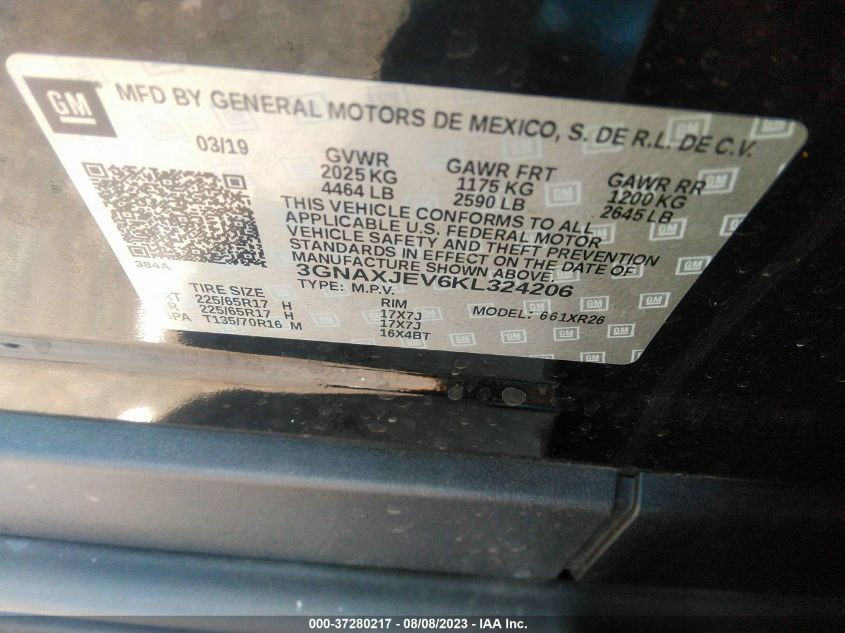 GM
MFD BY GENERAL MOTORS DE MEXICO, S. DE R.L. DE C.V.
03/19
GVWR
2025 KG
4464 LB
GAWR FRT
1175 KG
2590 LB
GAWR RR
1200 KG
2645 LB
384A
THIS VEHICLE CONFORMS TO ALL
APPLICABLE U.S. FEDERAL MOTOR
VEHICLE SAFETY AND THEFT PREVENTION
STANDARDS IN EFFECT ON THE DATE OF
MANUFACTURE SHOWN ABOVE
3GNAXJEV6KL324206
TYPE: M.P.V. MODEL: 661XR26
TIRE SIZE RIM
225/65R17 H 17X7J
225/65R17 H 17X7J
T135/70R16 M 16X4BT
000-37280217 - 08/08/2023 - IAA Inc.